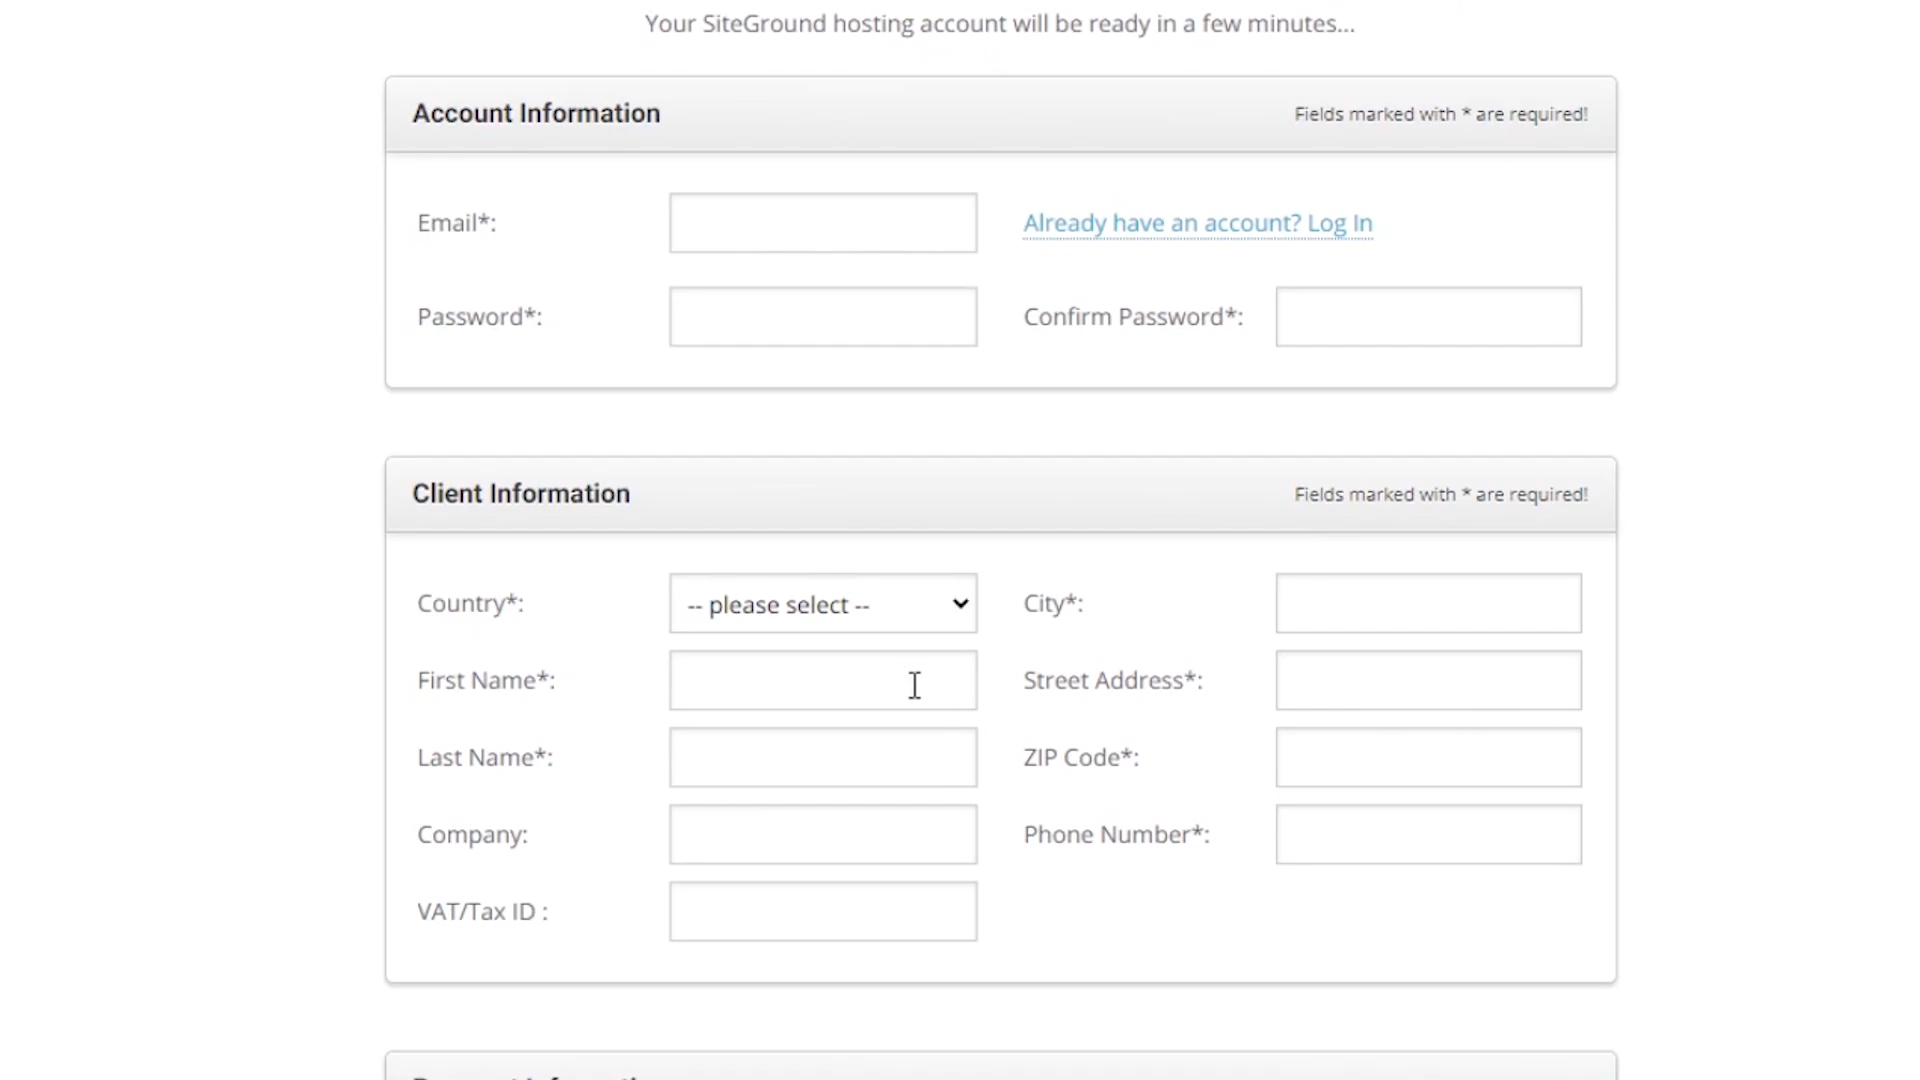 Your SiteGround hosting account will be ready in a few minutes...
Account Information
Fields marked with * are required!
Email*:
Already have an account? Log In
Password*:
Confirm Password*:
Client Information
Fields marked with * are required!
Country*:
-- please select --
City*:
First Name*:
Street Address*:
Last Name*:
ZIP Code*:
Company:
Phone Number*:
VAT/Tax ID :